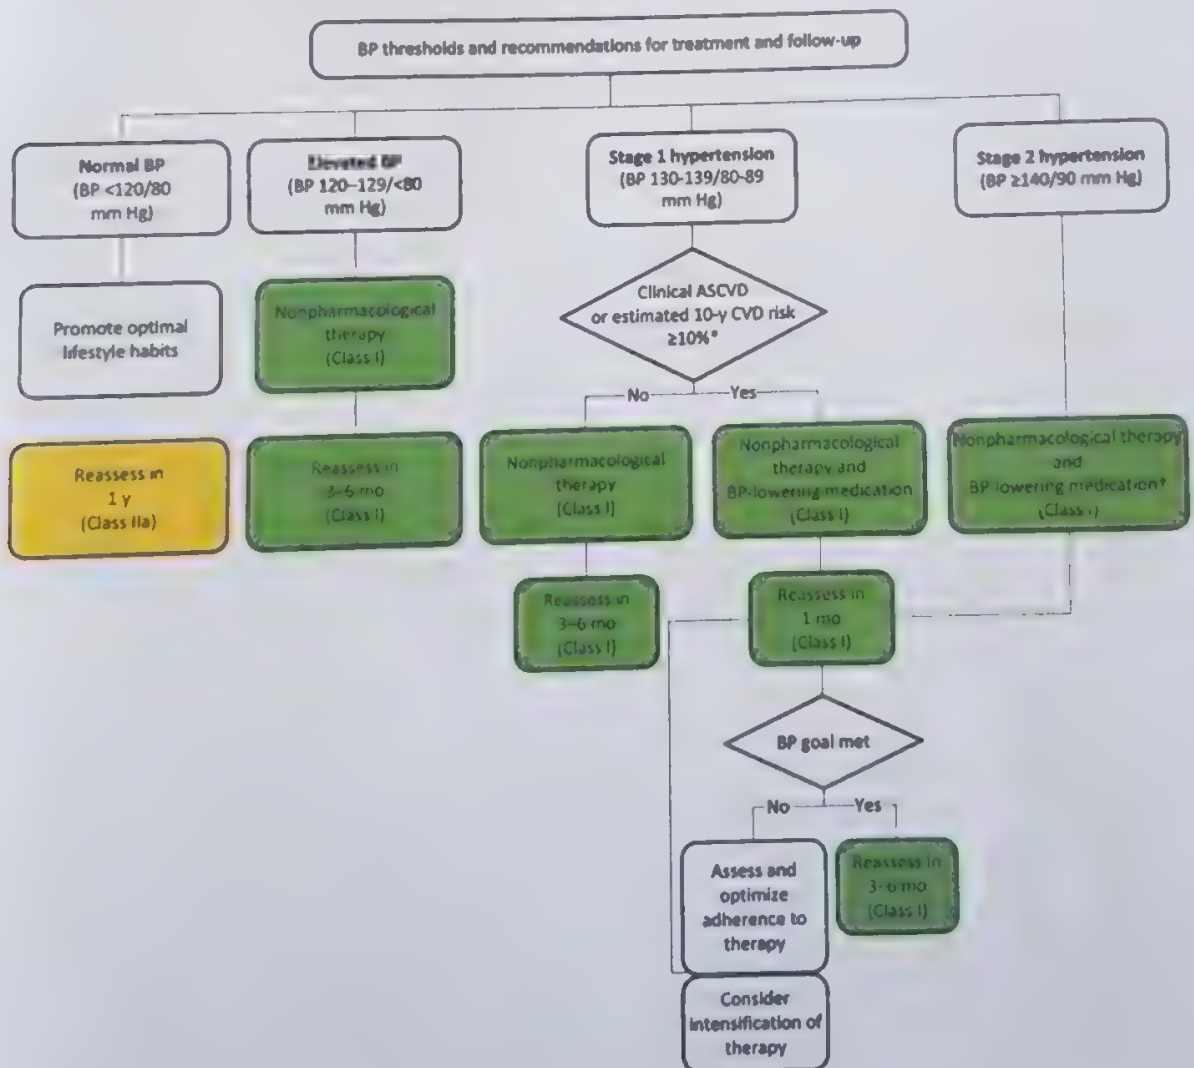 BP thresholds and recommendations for treatment and follow-up
Normal BP
(BP <120/80
mm Hg)
Elevated BP
(BP 120–129/<80
mm Hg)
Stage 1 hypertension
(BP 130-139/80-89
mm Hg)
Stage 2 hypertension
(BP ≥140/90 mm Hg)
Promote optimal
lifestyle habits
Nonpharmacological
therapy
(Class I)
Clinical ASCVD
or estimated 10-y CVD risk
≥10%*
No
Yes
Reassess in
1 y
(Class IIa)
Reassess in
3–6 mo
(Class I)
Nonpharmacological
therapy
(Class I)
Nonpharmacological
therapy and
BP-lowering medication
(Class I)
Nonpharmacological therapy
and
BP-lowering medication†
(Class I)
Reassess in
3–6 mo
(Class I)
Reassess in
1 mo
(Class I)
BP goal met
No
Yes
Assess and
optimize
adherence to
therapy
Reassess in
3–6 mo
(Class I)
Consider
intensification of
therapy